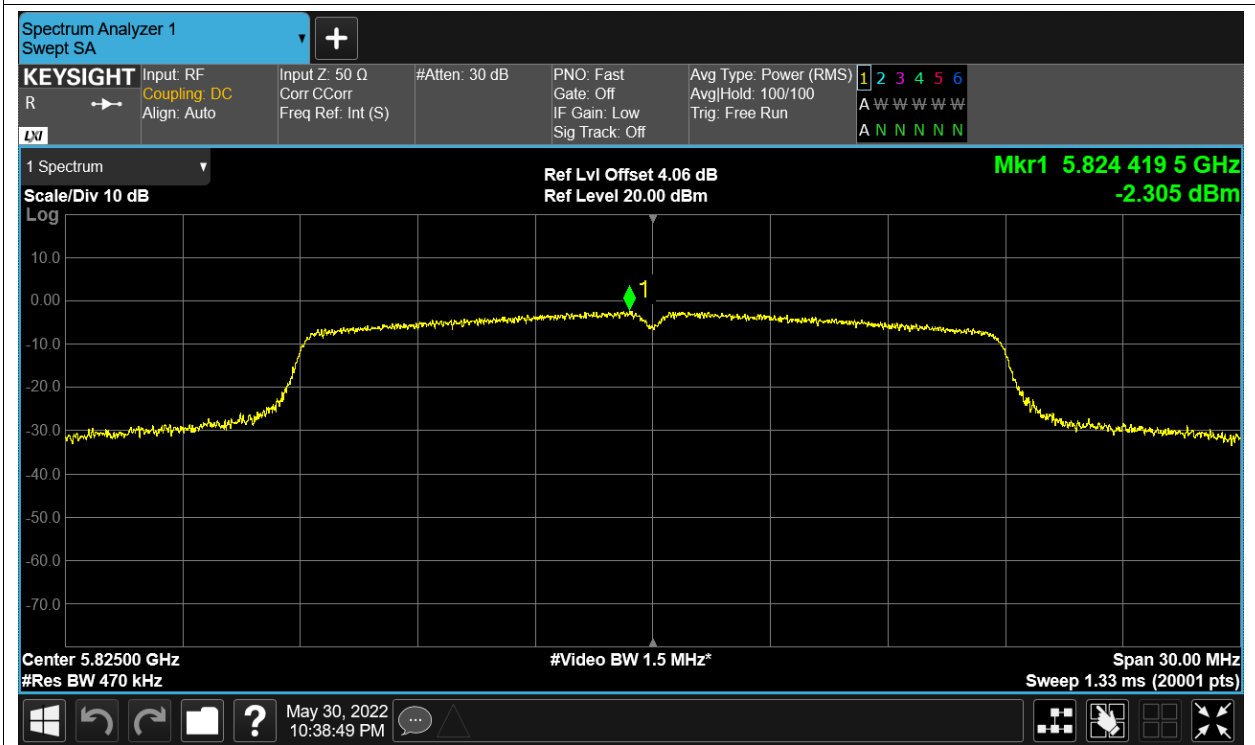 Spectrum Analyzer 1
Swept SA
KEYSIGHT
R
LXI
Input: RF
Coupling: DC
Align: Auto
Input Z: 50 Ω
Corr CCorr
Freq Ref: Int (S)
#Atten: 30 dB
PNO: Fast
Gate: Off
IF Gain: Low
Sig Track: Off
Avg Type: Power (RMS)
Avg|Hold: 100/100
Trig: Free Run
1 2 3 4 5 6
A W W W W W
A N N N N N
1 Spectrum
Scale/Div 10 dB
Ref Lvl Offset 4.06 dB
Ref Level 20.00 dBm
Mkr1 5.824 419 5 GHz
-2.305 dBm
Log
10.0
0.00
-10.0
-20.0
-30.0
-40.0
-50.0
-60.0
-70.0
1
Center 5.82500 GHz
#Res BW 470 kHz
#Video BW 1.5 MHz*
Span 30.00 MHz
Sweep 1.33 ms (20001 pts)
?
May 30, 2022
10:38:49 PM